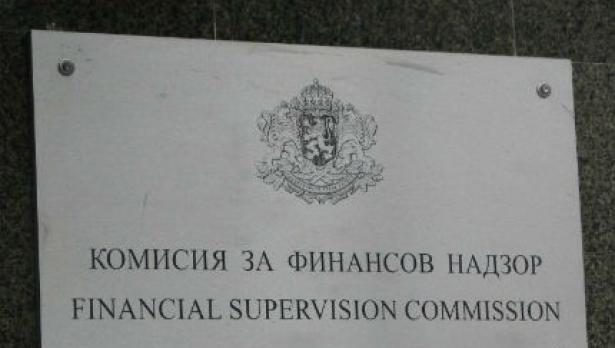 КОМИСИЯ ЗА ФИНАНСОВ НАДЗОР
FINANCIAL SUPERVISION COMMISSION